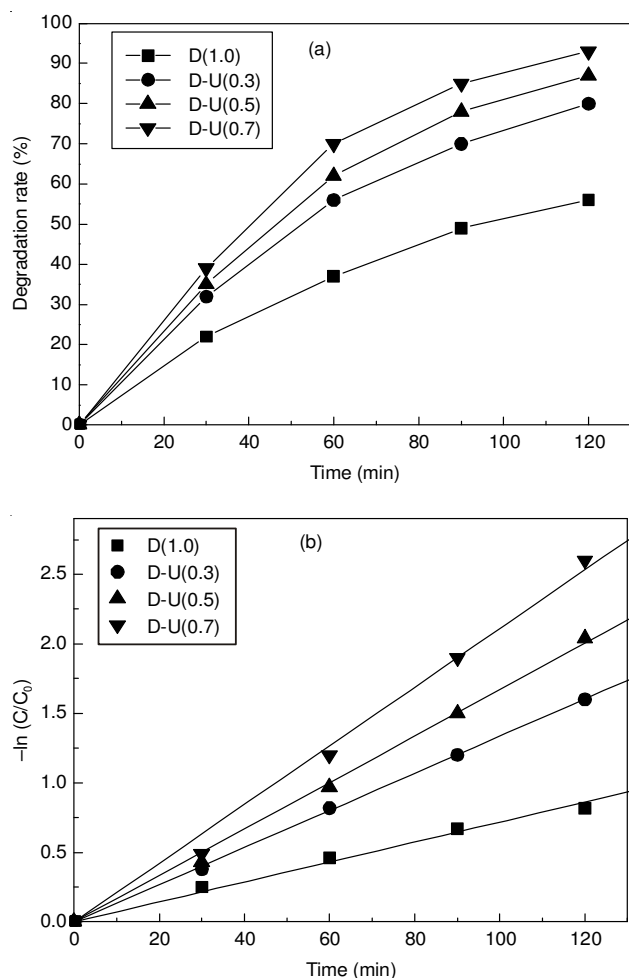 100
90
80
70
60
50
40
30
20
10
0
Degradation rate (%)
(a)
D(1.0)
D-U(0.3)
D-U(0.5)
D-U(0.7)
0 20 40 60 80 100 120
Time (min)
2.5
2.0
1.5
1.0
0.5
0.0
–ln (C/C₀)
(b)
D(1.0)
D-U(0.3)
D-U(0.5)
D-U(0.7)
0 20 40 60 80 100 120
Time (min)